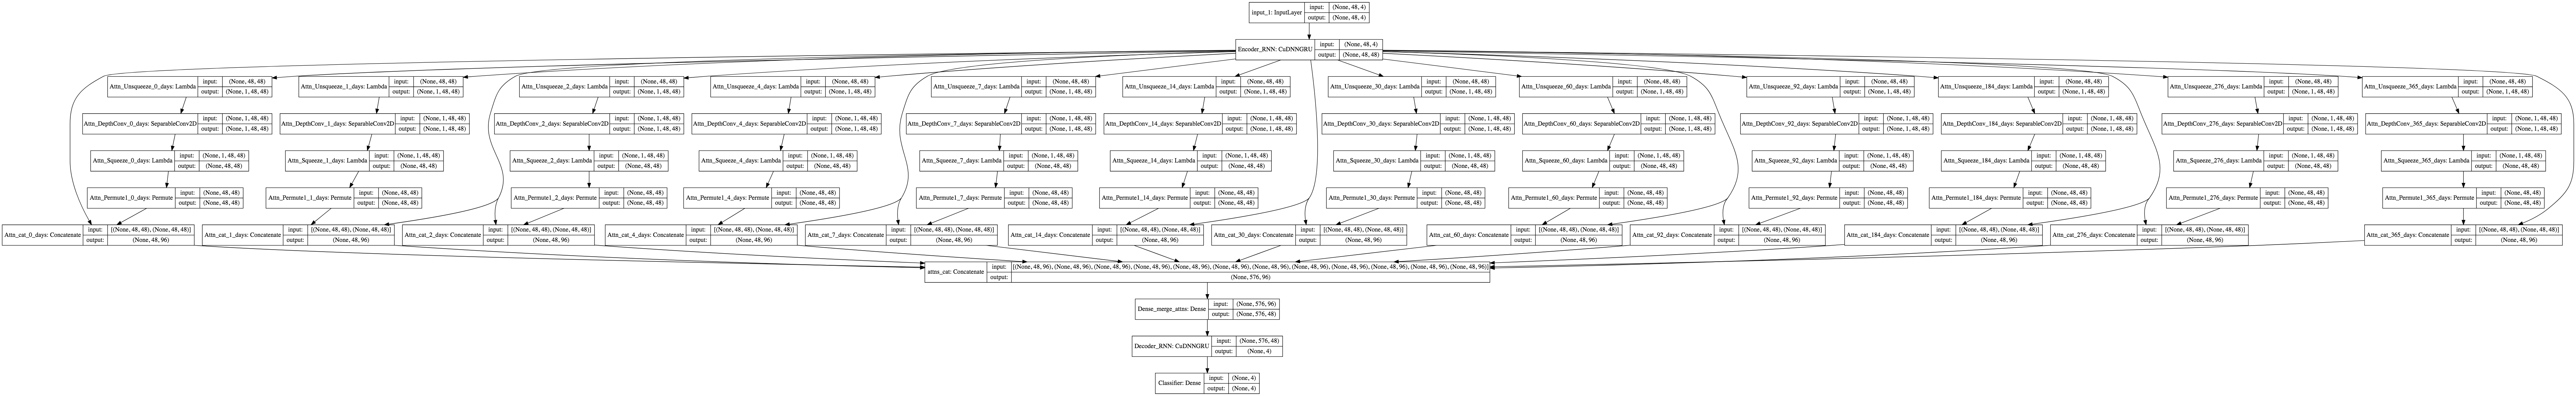 input_1: InputLayer input: (None, 48, 4)
output: (None, 48, 4)
Encoder_RNN: CuDNNGRU input: (None, 48, 4)
output: (None, 48, 48)
Attn_Unsqueeze_0_days: Lambda input: (None, 48, 48)
output: (None, 1, 48, 48)
Attn_Unsqueeze_1_days: Lambda input: (None, 48, 48)
output: (None, 1, 48, 48)
Attn_Unsqueeze_2_days: Lambda input: (None, 48, 48)
output: (None, 1, 48, 48)
Attn_Unsqueeze_4_days: Lambda input: (None, 48, 48)
output: (None, 1, 48, 48)
Attn_Unsqueeze_7_days: Lambda input: (None, 48, 48)
output: (None, 1, 48, 48)
Attn_Unsqueeze_14_days: Lambda input: (None, 48, 48)
output: (None, 1, 48, 48)
Attn_Unsqueeze_30_days: Lambda input: (None, 48, 48)
output: (None, 1, 48, 48)
Attn_Unsqueeze_60_days: Lambda input: (None, 48, 48)
output: (None, 1, 48, 48)
Attn_Unsqueeze_92_days: Lambda input: (None, 48, 48)
output: (None, 1, 48, 48)
Attn_Unsqueeze_184_days: Lambda input: (None, 48, 48)
output: (None, 1, 48, 48)
Attn_Unsqueeze_276_days: Lambda input: (None, 48, 48)
output: (None, 1, 48, 48)
Attn_Unsqueeze_365_days: Lambda input: (None, 48, 48)
output: (None, 1, 48, 48)
Attn_DepthConv_0_days: SeparableConv2D input: (None, 1, 48, 48)
output: (None, 1, 48, 48)
Attn_DepthConv_1_days: SeparableConv2D input: (None, 1, 48, 48)
output: (None, 1, 48, 48)
Attn_DepthConv_2_days: SeparableConv2D input: (None, 1, 48, 48)
output: (None, 1, 48, 48)
Attn_DepthConv_4_days: SeparableConv2D input: (None, 1, 48, 48)
output: (None, 1, 48, 48)
Attn_DepthConv_7_days: SeparableConv2D input: (None, 1, 48, 48)
output: (None, 1, 48, 48)
Attn_DepthConv_14_days: SeparableConv2D input: (None, 1, 48, 48)
output: (None, 1, 48, 48)
Attn_DepthConv_30_days: SeparableConv2D input: (None, 1, 48, 48)
output: (None, 1, 48, 48)
Attn_DepthConv_60_days: SeparableConv2D input: (None, 1, 48, 48)
output: (None, 1, 48, 48)
Attn_DepthConv_92_days: SeparableConv2D input: (None, 1, 48, 48)
output: (None, 1, 48, 48)
Attn_DepthConv_184_days: SeparableConv2D input: (None, 1, 48, 48)
output: (None, 1, 48, 48)
Attn_DepthConv_276_days: SeparableConv2D input: (None, 1, 48, 48)
output: (None, 1, 48, 48)
Attn_DepthConv_365_days: SeparableConv2D input: (None, 1, 48, 48)
output: (None, 1, 48, 48)
Attn_Squeeze_0_days: Lambda input: (None, 1, 48, 48)
output: (None, 48, 48)
Attn_Squeeze_1_days: Lambda input: (None, 1, 48, 48)
output: (None, 48, 48)
Attn_Squeeze_2_days: Lambda input: (None, 1, 48, 48)
output: (None, 48, 48)
Attn_Squeeze_4_days: Lambda input: (None, 1, 48, 48)
output: (None, 48, 48)
Attn_Squeeze_7_days: Lambda input: (None, 1, 48, 48)
output: (None, 48, 48)
Attn_Squeeze_14_days: Lambda input: (None, 1, 48, 48)
output: (None, 48, 48)
Attn_Squeeze_30_days: Lambda input: (None, 1, 48, 48)
output: (None, 48, 48)
Attn_Squeeze_60_days: Lambda input: (None, 1, 48, 48)
output: (None, 48, 48)
Attn_Squeeze_92_days: Lambda input: (None, 1, 48, 48)
output: (None, 48, 48)
Attn_Squeeze_184_days: Lambda input: (None, 1, 48, 48)
output: (None, 48, 48)
Attn_Squeeze_276_days: Lambda input: (None, 1, 48, 48)
output: (None, 48, 48)
Attn_Squeeze_365_days: Lambda input: (None, 1, 48, 48)
output: (None, 48, 48)
Attn_Permute1_0_days: Permute input: (None, 48, 48)
output: (None, 48, 48)
Attn_Permute1_1_days: Permute input: (None, 48, 48)
output: (None, 48, 48)
Attn_Permute1_2_days: Permute input: (None, 48, 48)
output: (None, 48, 48)
Attn_Permute1_4_days: Permute input: (None, 48, 48)
output: (None, 48, 48)
Attn_Permute1_7_days: Permute input: (None, 48, 48)
output: (None, 48, 48)
Attn_Permute1_14_days: Permute input: (None, 48, 48)
output: (None, 48, 48)
Attn_Permute1_30_days: Permute input: (None, 48, 48)
output: (None, 48, 48)
Attn_Permute1_60_days: Permute input: (None, 48, 48)
output: (None, 48, 48)
Attn_Permute1_92_days: Permute input: (None, 48, 48)
output: (None, 48, 48)
Attn_Permute1_184_days: Permute input: (None, 48, 48)
output: (None, 48, 48)
Attn_Permute1_276_days: Permute input: (None, 48, 48)
output: (None, 48, 48)
Attn_Permute1_365_days: Permute input: (None, 48, 48)
output: (None, 48, 48)
Attn_cat_0_days: Concatenate input: [(None, 48, 48), (None, 48, 48)]
output: (None, 48, 96)
Attn_cat_1_days: Concatenate input: [(None, 48, 48), (None, 48, 48)]
output: (None, 48, 96)
Attn_cat_2_days: Concatenate input: [(None, 48, 48), (None, 48, 48)]
output: (None, 48, 96)
Attn_cat_4_days: Concatenate input: [(None, 48, 48), (None, 48, 48)]
output: (None, 48, 96)
Attn_cat_7_days: Concatenate input: [(None, 48, 48), (None, 48, 48)]
output: (None, 48, 96)
Attn_cat_14_days: Concatenate input: [(None, 48, 48), (None, 48, 48)]
output: (None, 48, 96)
Attn_cat_30_days: Concatenate input: [(None, 48, 48), (None, 48, 48)]
output: (None, 48, 96)
Attn_cat_60_days: Concatenate input: [(None, 48, 48), (None, 48, 48)]
output: (None, 48, 96)
Attn_cat_92_days: Concatenate input: [(None, 48, 48), (None, 48, 48)]
output: (None, 48, 96)
Attn_cat_184_days: Concatenate input: [(None, 48, 48), (None, 48, 48)]
output: (None, 48, 96)
Attn_cat_276_days: Concatenate input: [(None, 48, 48), (None, 48, 48)]
output: (None, 48, 96)
Attn_cat_365_days: Concatenate input: [(None, 48, 48), (None, 48, 48)]
output: (None, 48, 96)
attns_cat: Concatenate input: [(None, 48, 96), (None, 48, 96), (None, 48, 96), (None, 48, 96), (None, 48, 96), (None, 48, 96), (None, 48, 96), (None, 48, 96), (None, 48, 96), (None, 48, 96), (None, 48, 96), (None, 48, 96)]
output: (None, 576, 96)
Dense_merge_attns: Dense input: (None, 576, 96)
output: (None, 576, 48)
Decoder_RNN: CuDNNGRU input: (None, 576, 48)
output: (None, 4)
Classifier: Dense input: (None, 4)
output: (None, 4)